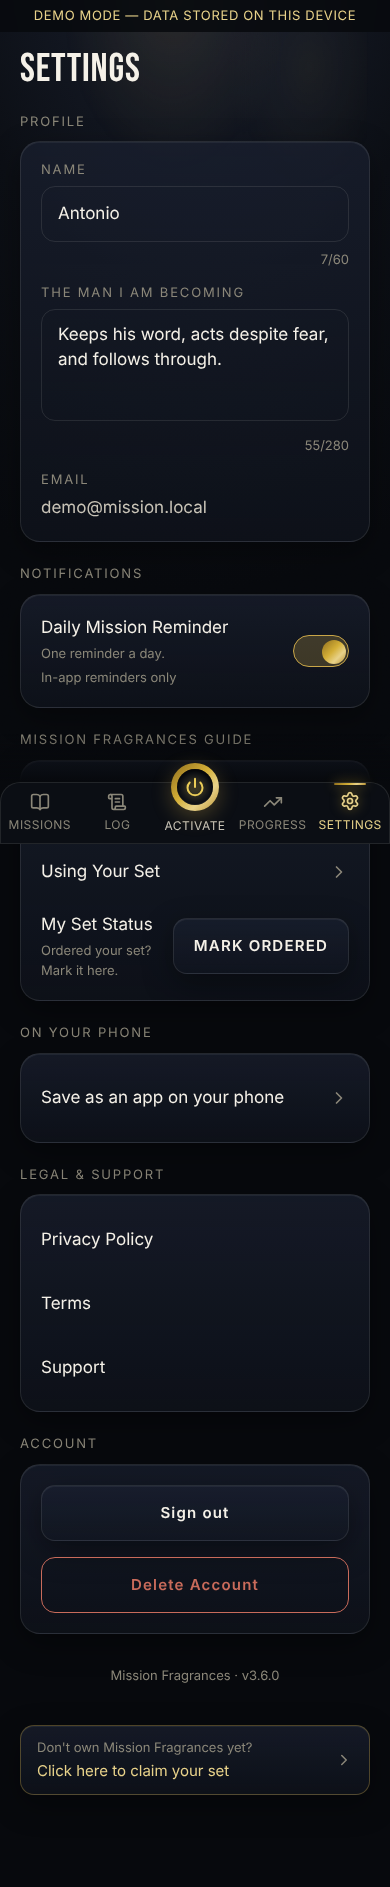 DEMO MODE — DATA STORED ON THIS DEVICE
SETTINGS
PROFILE
NAME
Antonio
7/60
THE MAN I AM BECOMING
Keeps his word, acts despite fear,
and follows through.
55/280
EMAIL
demo@mission.local
NOTIFICATIONS
Daily Mission Reminder
One reminder a day.
In-app reminders only
MISSION FRAGRANCES GUIDE
MISSIONS
LOG
ACTIVATE
PROGRESS
SETTINGS
Using Your Set
My Set Status
Ordered your set?
Mark it here.
MARK ORDERED
ON YOUR PHONE
Save as an app on your phone
LEGAL & SUPPORT
Privacy Policy
Terms
Support
ACCOUNT
Sign out
Delete Account
Mission Fragrances · v3.6.0
Don't own Mission Fragrances yet?
Click here to claim your set